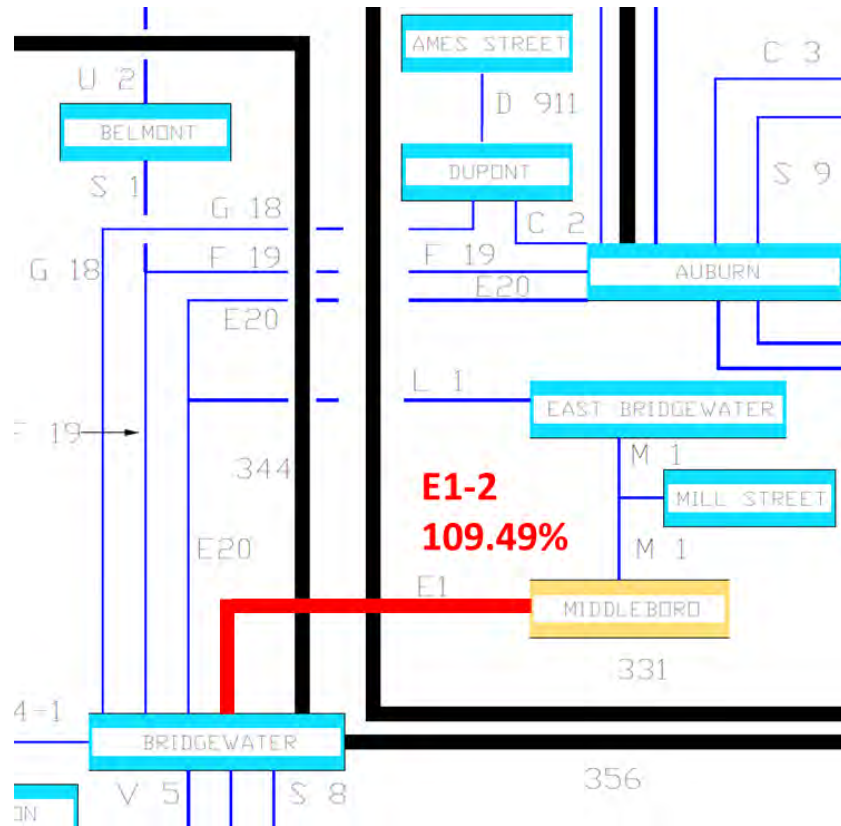 AMES STREET
C 3
U 2
D 911
BELMONT
DUPONT
S 1
S 9
G 18
C 2
G 18
F 19
F 19
AUBURN
E20
E20
L 1
EAST BRIDGEWATER
F 19
M 1
344
E1-2
MILL STREET
109.49%
E20
M 1
E1
MIDDLEBORO
331
4-1
BRIDGEWATER
356
V 5
S 8
ON